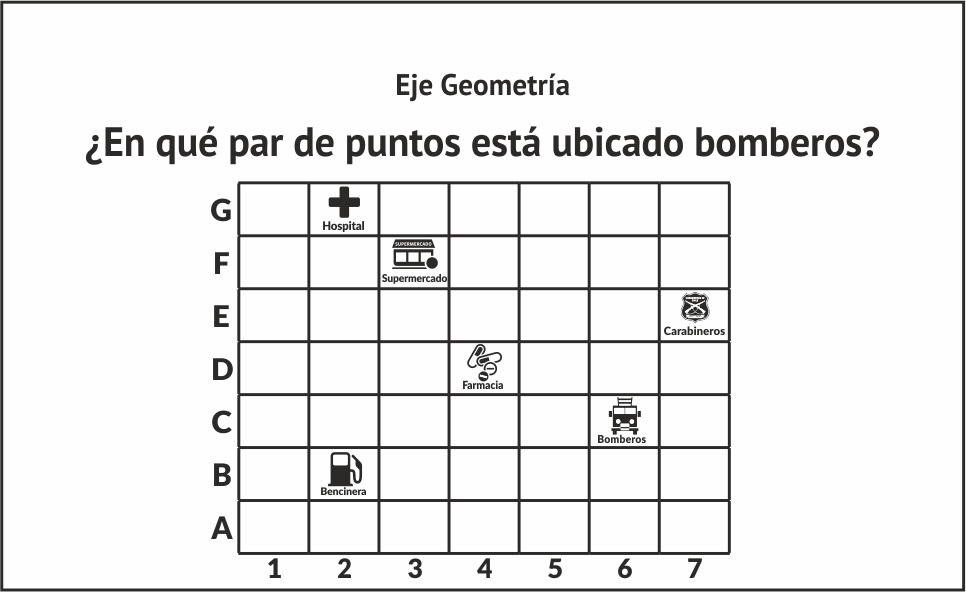 Eje Geometría
¿En qué par de puntos está ubicado bomberos?
G
Hospital
F
SUPERMERCADO
Supermercado
E
Carabineros
D
Farmacia
C
Bomberos
B
Bencinera
A
1 2 3 4 5 6 7